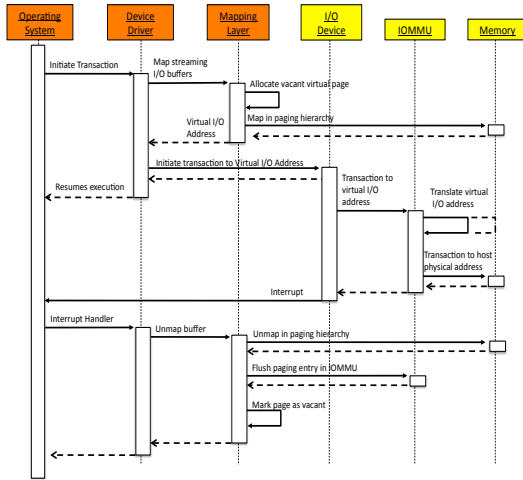 Operating
System
Device
Driver
Mapping
Layer
I/O
Device
IOMMU
Memory
Initiate Transaction
Map streaming
I/O buffers
Allocate vacant virtual page
Map in paging hierarchy
Virtual I/O
Address
Initiate transaction to Virtual I/O Address
Resumes execution
Transaction to
virtual I/O
address
Translate virtual
I/O address
Transaction to host
physical address
Interrupt
Interrupt Handler
Unmap buffer
Unmap in paging hierarchy
Flush paging entry in IOMMU
Mark page as vacant